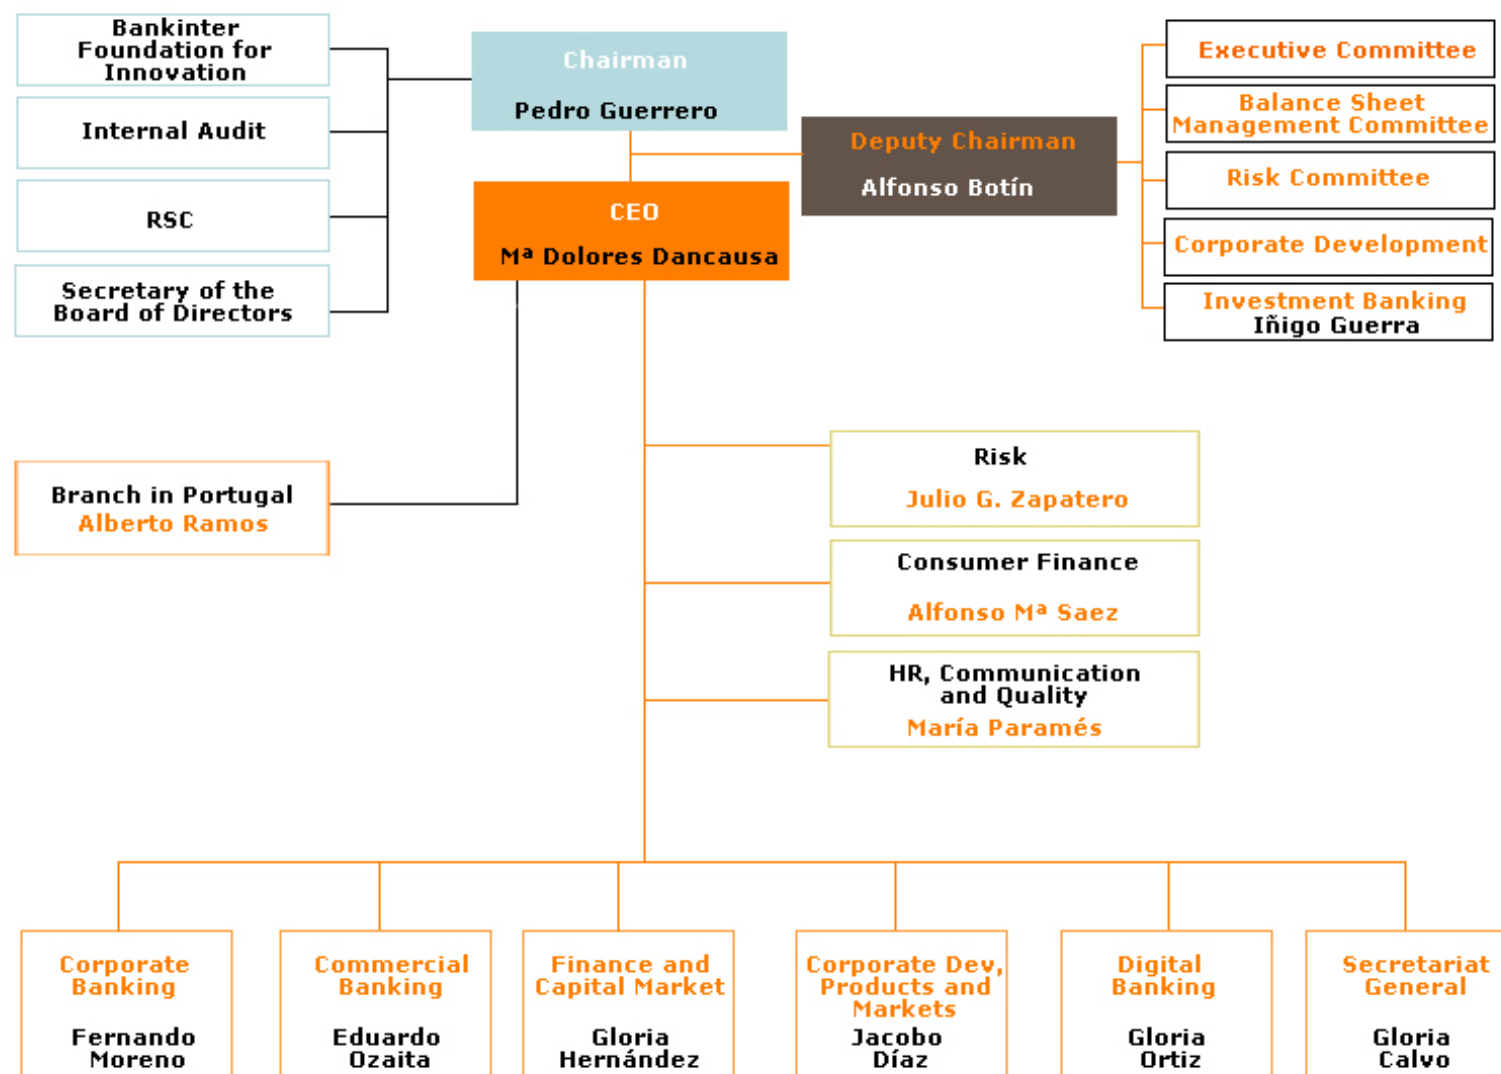 Bankinter
Foundation for
Innovation
Internal Audit
RSC
Secretary of the
Board of Directors
Chairman
Pedro Guerrero
Deputy Chairman
Alfonso Botín
CEO
Mª Dolores Dancausa
Executive Committee
Balance Sheet
Management Committee
Risk Committee
Corporate Development
Investment Banking
Iñigo Guerra
Branch in Portugal
Alberto Ramos
Risk
Julio G. Zapatero
Consumer Finance
Alfonso Mª Saez
HR, Communication
and Quality
María Paramés
Corporate
Banking
Fernando
Moreno
Commercial
Banking
Eduardo
Ozaita
Finance and
Capital Market
Gloria
Hernández
Corporate Dev,
Products and
Markets
Jacobo
Díaz
Digital
Banking
Gloria
Ortiz
Secretariat
General
Gloria
Calvo